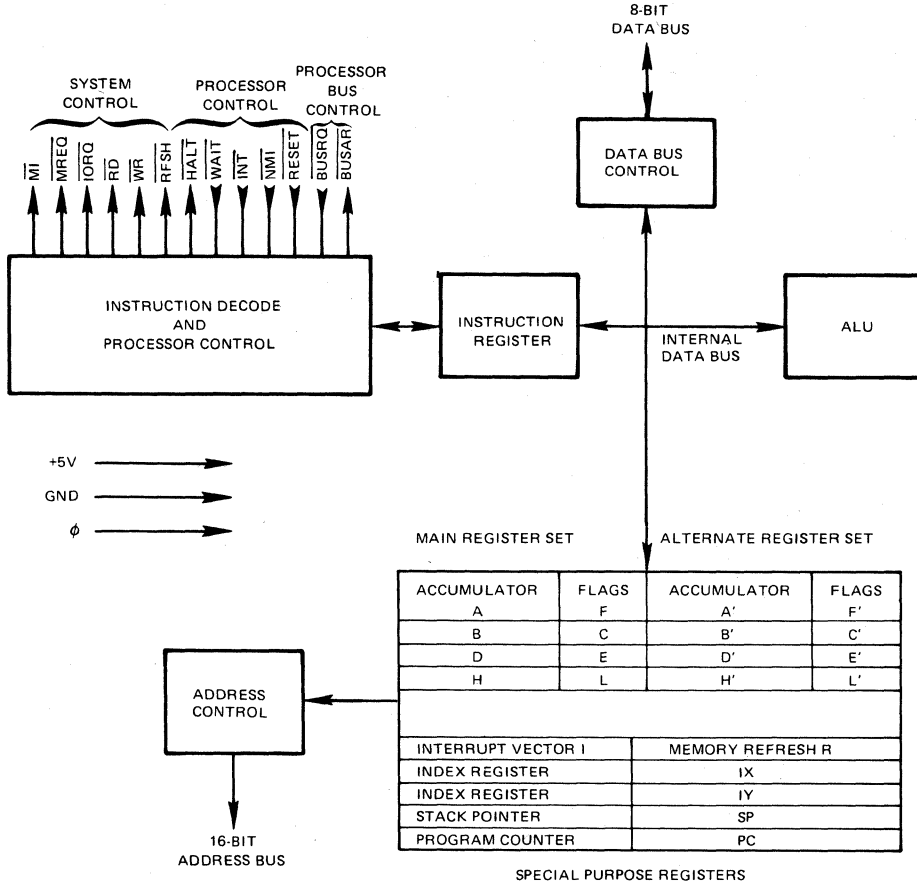 8-BIT
DATA BUS
SYSTEM
CONTROL
PROCESSOR
CONTROL
PROCESSOR
BUS
CONTROL
MI
MREQ
IORQ
RD
WR
RFSH
HALT
WAIT
INT
NMI
RESET
BUSRQ
BUSAR
DATA BUS
CONTROL
INSTRUCTION DECODE
AND
PROCESSOR CONTROL
INSTRUCTION
REGISTER
INTERNAL
DATA BUS
ALU
+5V
GND
ϕ
MAIN REGISTER SET
ALTERNATE REGISTER SET
ACCUMULATOR FLAGS ACCUMULATOR FLAGS
A F A' F'
B C B' C'
D E D' E'
H L H' L'
ADDRESS
CONTROL
INTERRUPT VECTOR I MEMORY REFRESH R
INDEX REGISTER IX
INDEX REGISTER IY
STACK POINTER SP
PROGRAM COUNTER PC
16-BIT
ADDRESS BUS
SPECIAL PURPOSE REGISTERS